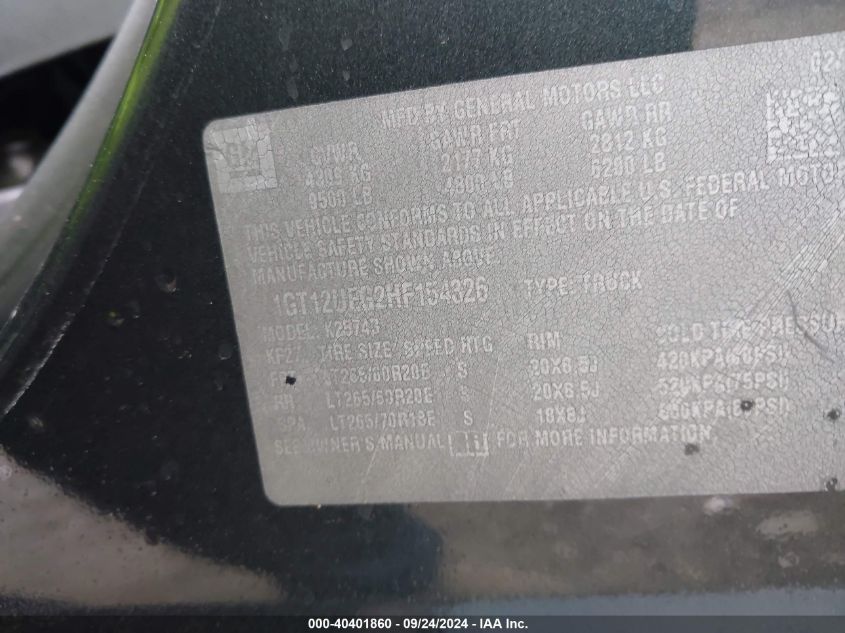 MFD BY GENERAL MOTORS LLC
GM GVWR GAWR FRT GAWR RR
KG 2177 KG 2812 KG
9500 LB 4800 LB 6200 LB
THIS VEHICLE CONFORMS TO ALL APPLICABLE U.S. FEDERAL MOTOR
VEHICLE SAFETY STANDARDS IN EFFECT ON THE DATE OF
MANUFACTURE SHOWN ABOVE.
TYPE: TRUCK
MODEL: K25743
TIRE SIZE SPEED RTG RIM COLD TIRE PRESSURE
LT265/60R20E S 20X8.5J
LT265/60R20E S 20X8.5J
SPA LT265/70R18E S 18X8J
SEE OWNER'S MANUAL FOR MORE INFORMATION.
000-40401860 - 09/24/2024 - IAA Inc.